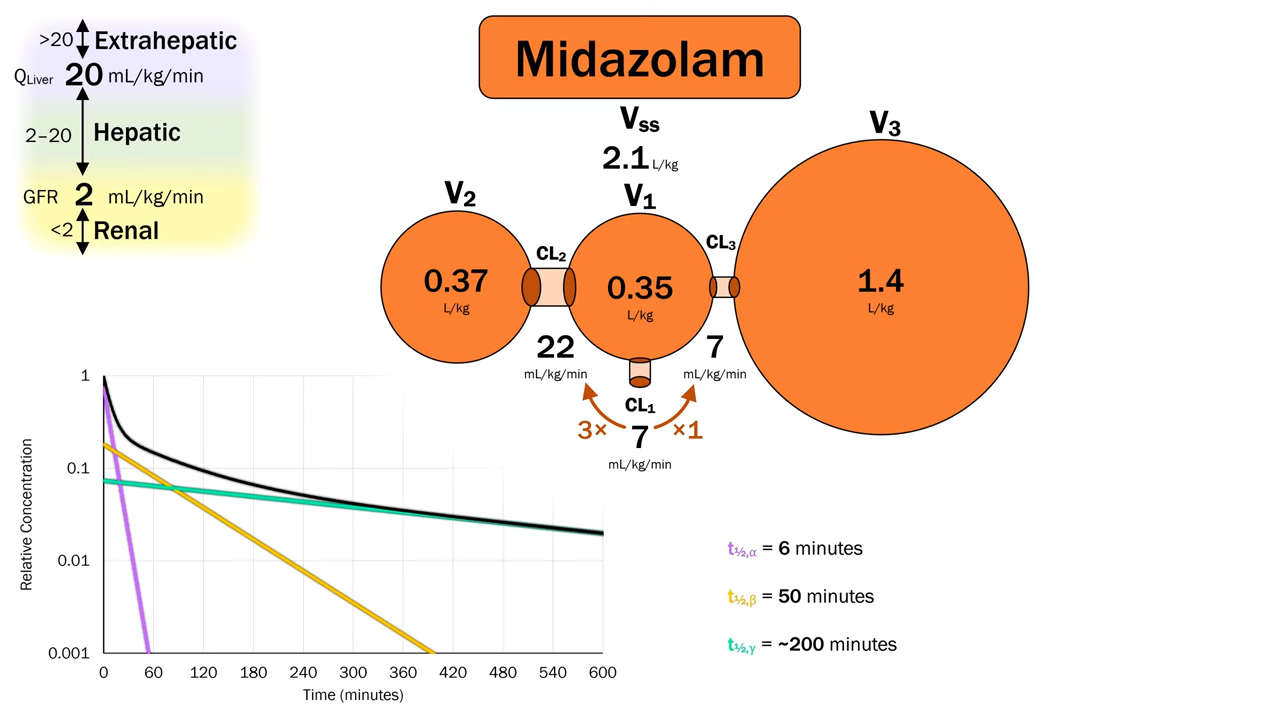 >20 Extrahepatic
QLiver 20 mL/kg/min
2–20 Hepatic
GFR 2 mL/kg/min
<2 Renal
Midazolam
Vss
2.1 L/kg
V2
0.37
L/kg
CL2
22
mL/kg/min
V1
0.35
L/kg
CL3
7
mL/kg/min
V3
1.4
L/kg
CL1
3× 7 ×1
mL/kg/min
Relative Concentration
1
0.1
0.01
0.001
0 60 120 180 240 300 360 420 480 540 600
Time (minutes)
t½,α = 6 minutes
t½,β = 50 minutes
t½,γ = ~200 minutes